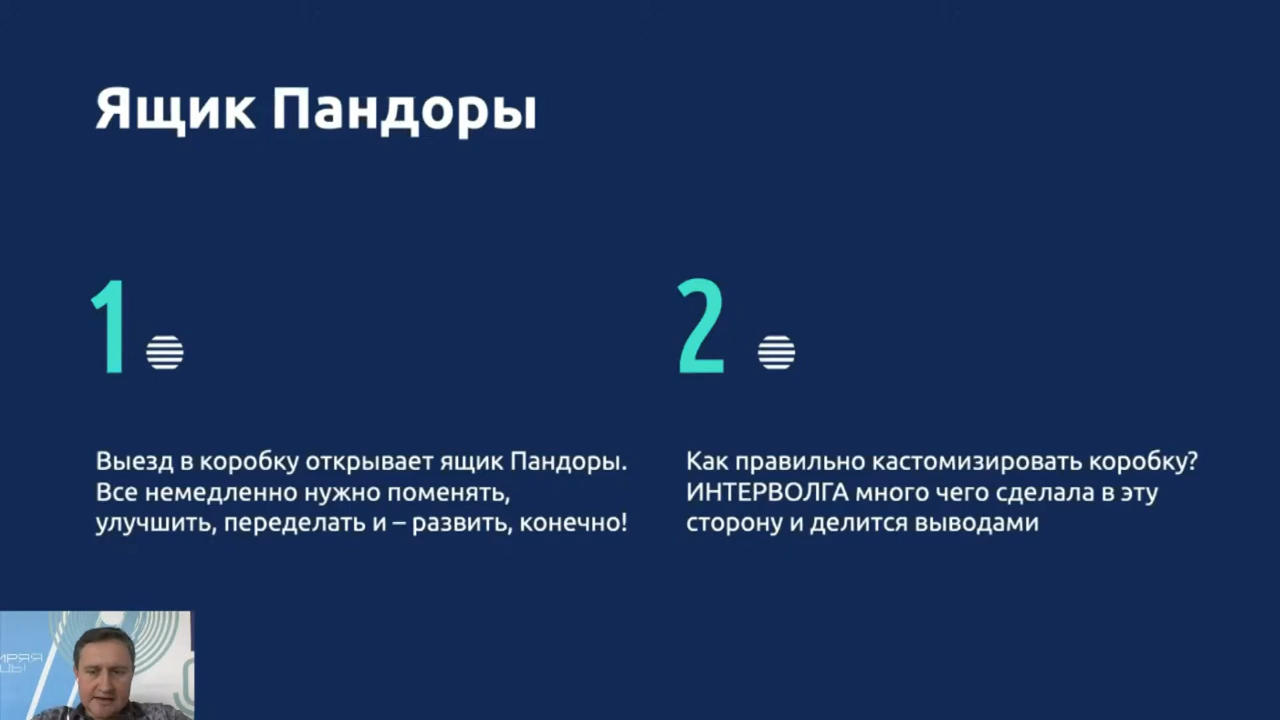 Ящик Пандоры
1
2
Выезд в коробку открывает ящик Пандоры.
Все немедленно нужно поменять,
улучшить, переделать и – развить, конечно!
Как правильно кастомизировать коробку?
ИНТЕРВОЛГА много чего сделала в эту
сторону и делится выводами